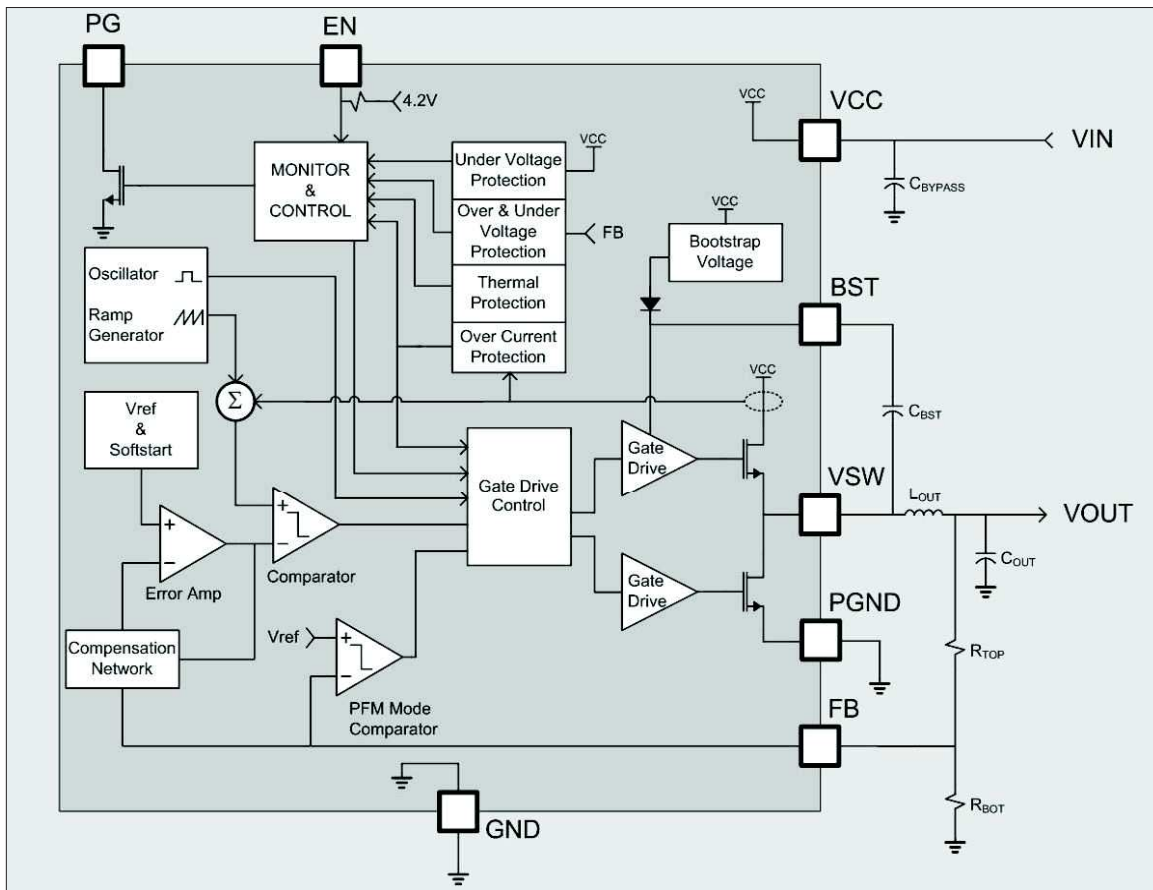 PG
EN
4.2V
VCC
VCC
VIN
CBYPASS
MONITOR
&
CONTROL
Under Voltage
Protection
VCC
Over & Under
Voltage
Protection
FB
Thermal
Protection
Over Current
Protection
VCC
Bootstrap
Voltage
BST
Oscillator
Ramp
Generator
Σ
VCC
CBST
Vref
&
Softstart
Gate Drive
Control
Gate
Drive
VSW
LOUT
VOUT
COUT
+
−
Error Amp
+
−
Comparator
Gate
Drive
PGND
RTOP
Compensation
Network
Vref
+
−
PFM Mode
Comparator
FB
RBOT
GND